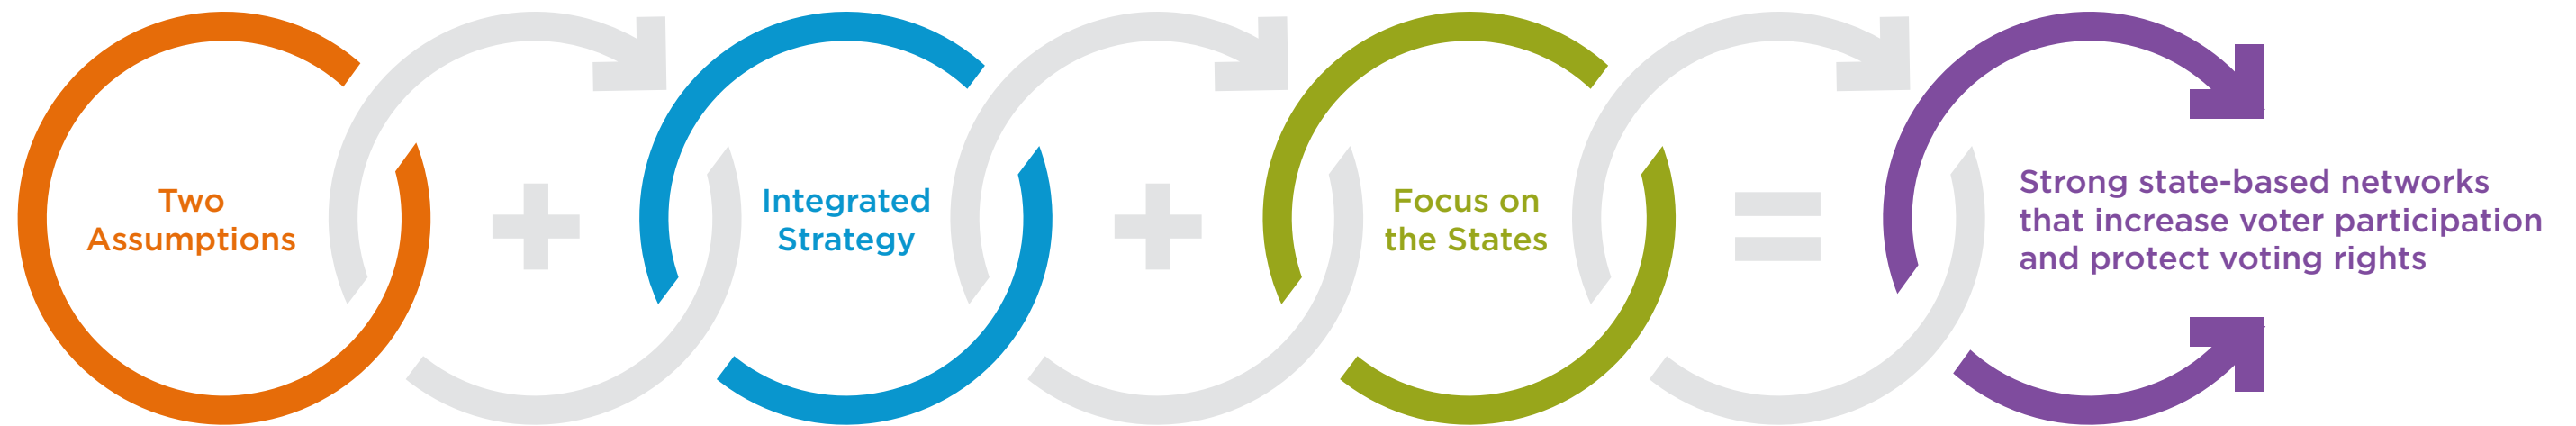 Two
Assumptions
+
Integrated
Strategy
+
Focus on
the States
=
Strong state-based networks
that increase voter participation
and protect voting rights